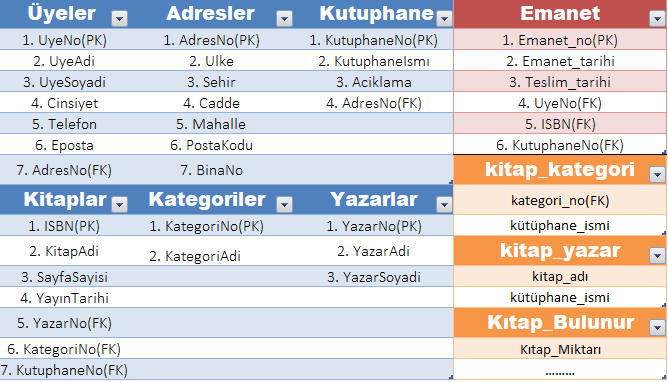 Üyeler Adresler Kutuphane Emanet
1. UyeNo(PK) 1. AdresNo(PK) 1. KutuphaneNo(PK) 1. Emanet_no(PK)
2. UyeAdi 2. Ulke 2. KutuphaneIsmı 2. Emanet_tarihi
3. UyeSoyadi 3. Sehir 3. Aciklama 3. Teslim_tarihi
4. Cinsiyet 4. Cadde 4. AdresNo(FK) 4. UyeNo(FK)
5. Telefon 5. Mahalle 5. ISBN(FK)
6. Eposta 6. PostaKodu 6. KutuphaneNo(FK)
7. AdresNo(FK) 7. BinaNo kitap_kategori
Kitaplar Kategoriler Yazarlar kategori_no(FK)
1. ISBN(PK) 1. KategoriNo(PK) 1. YazarNo(PK) kütüphane_ismi
2. KitapAdi 2. KategoriAdi 2. YazarAdi kitap_yazar
3. SayfaSayisi 3. YazarSoyadi kitap_adı
4. YayınTarihi kütüphane_ismi
5. YazarNo(FK) Kıtap_Bulunur
6. KategoriNo(FK) Kıtap_Miktarı
7. KutuphaneNo(FK) .........